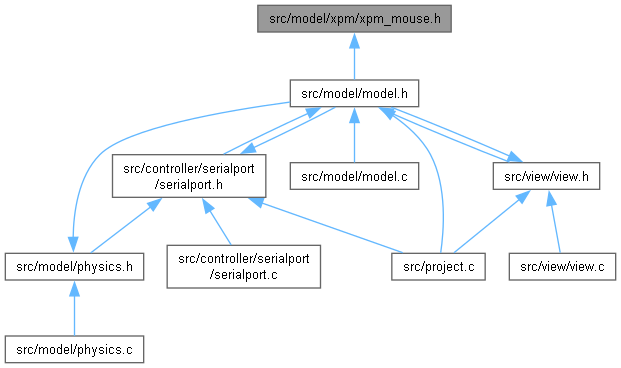 src/model/xpm/xpm_mouse.h
src/model/model.h
src/controller/serialport
/serialport.h
src/model/model.c
src/view/view.h
src/model/physics.h
src/controller/serialport
/serialport.c
src/project.c
src/view/view.c
src/model/physics.c